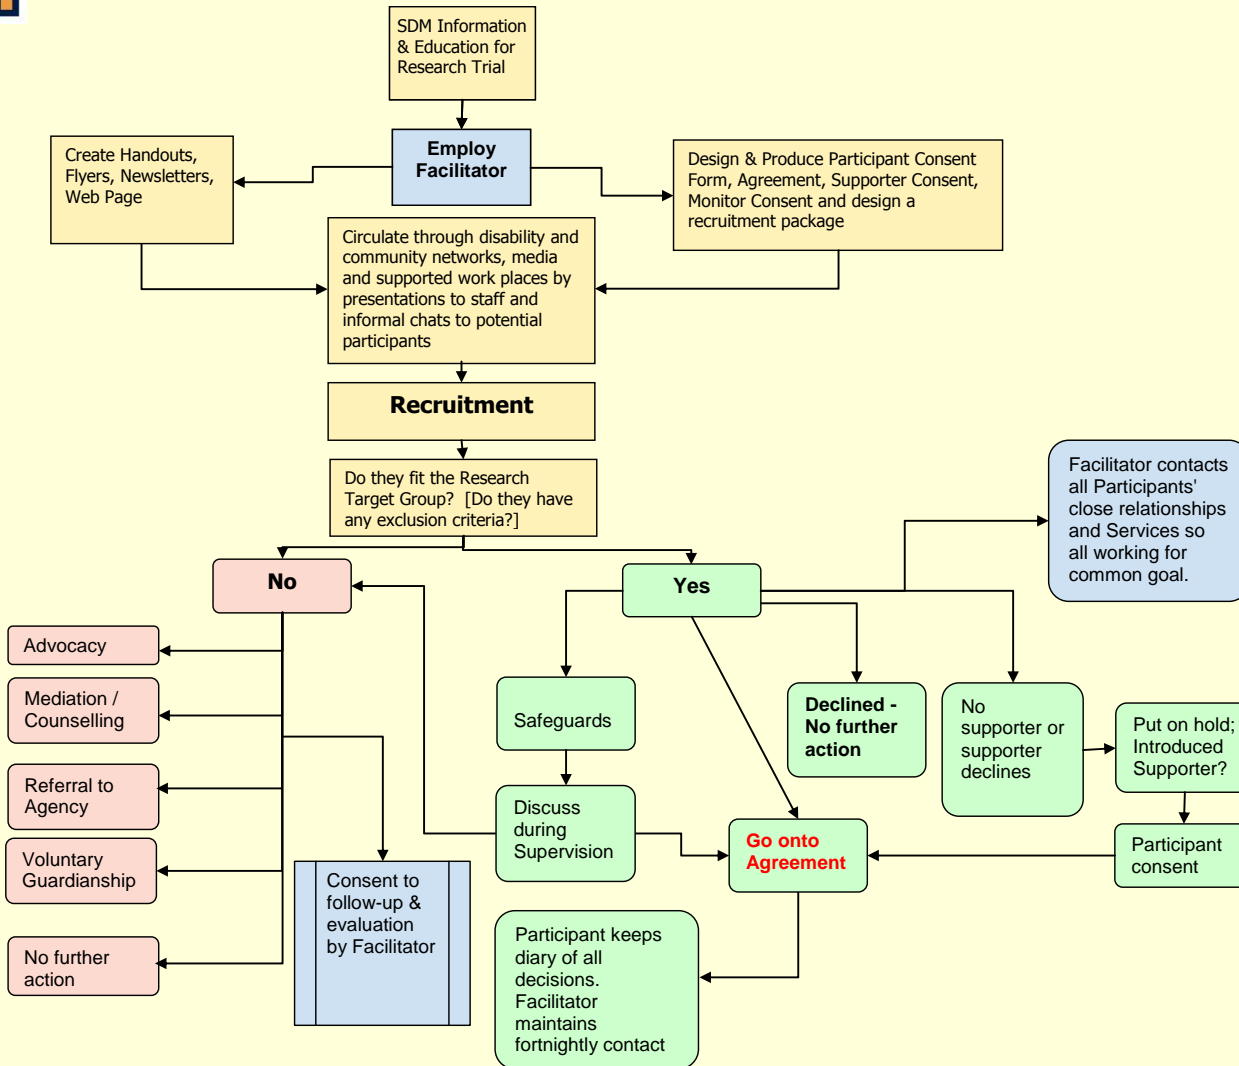 SDM Information
& Education for
Research Trial
Employ
Facilitator
Create Handouts,
Flyers, Newsletters,
Web Page
Design & Produce Participant Consent
Form, Agreement, Supporter Consent,
Monitor Consent and design a
recruitment package
Circulate through disability and
community networks, media
and supported work places by
presentations to staff and
informal chats to potential
participants
Recruitment
Do they fit the Research
Target Group? [Do they have
any exclusion criteria?]
Facilitator contacts
all Participants'
close relationships
and Services so
all working for
common goal.
No
Yes
Advocacy
Mediation /
Counselling
Referral to
Agency
Voluntary
Guardianship
No further
action
Consent to
follow-up &
evaluation
by Facilitator
Safeguards
Discuss
during
Supervision
Declined -
No further
action
No
supporter or
supporter
declines
Put on hold;
Introduced
Supporter?
Participant
consent
Go onto
Agreement
Participant keeps
diary of all
decisions.
Facilitator
maintains
fortnightly contact